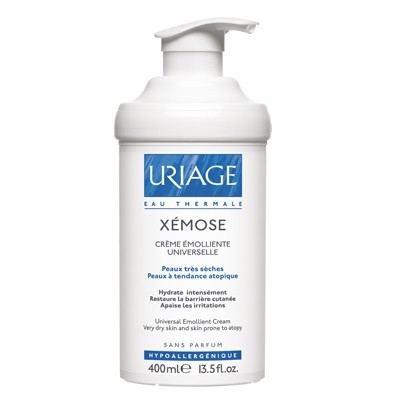 URIAGE
EAU THERMALE
XÉMOSE
CRÈME ÉMOLLIENTE
UNIVERSELLE
Peaux très sèches
Peaux à tendance atopique
Hydrate intensément
Restaure la barrière cutanée
Apaise les irritations
Universal Emollient Cream
Very dry skin and skin prone to atopy
SANS PARFUM
HYPOALLERGÉNIQUE
400ml℮ 13.5fl.oz.